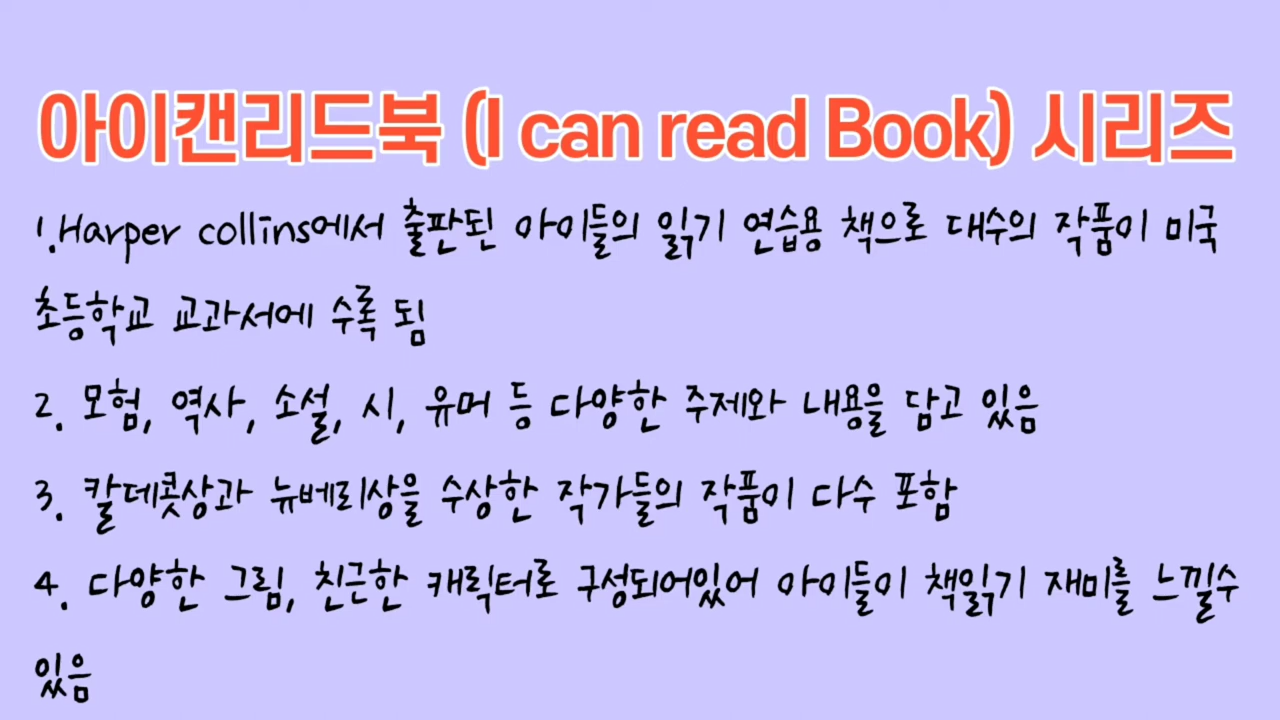 아이캔리드북 (I can read Book) 시리즈
1.Harper collins에서 출판된 아이들의 읽기 연습용 책으로 대수의 작품이 미국
초등학교 교과서에 수록 됨
2. 모험, 역사, 소설, 시, 유머 등 다양한 주제와 내용을 담고 있음
3. 칼데콧상과 뉴베리상을 수상한 작가들의 작품이 다수 포함
4. 다양한 그림, 친근한 캐릭터로 구성되어있어 아이들이 책읽기 재미를 느낄수
있음